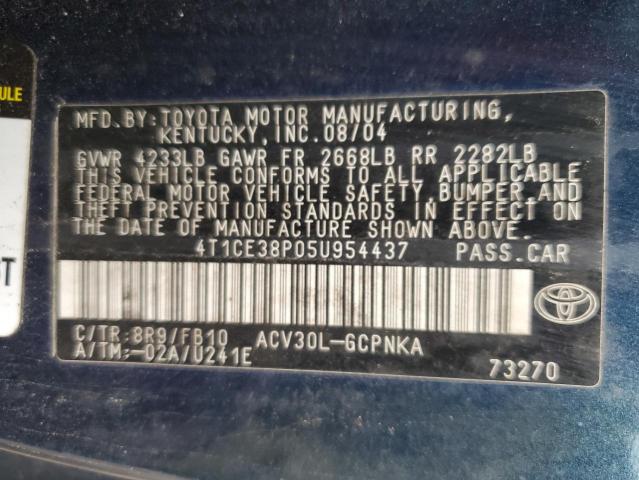 ULE
OT
MFD.BY:TOYOTA MOTOR MANUFACTURING,
KENTUCKY,INC.08/04
GVWR 4233LB GAWR FR 2668LB RR 2282LB
THIS VEHICLE CONFORMS TO ALL APPLICABLE
FEDERAL MOTOR VEHICLE SAFETY,BUMPER AND
THEFT PREVENTION STANDARDS IN EFFECT ON
THE DATE OF MANUFACTURE SHOWN ABOVE.
4T1CE38P05U954437 PASS.CAR
C/TR:8R9/FB10 ACV30L-GCPNKA
A/TM:-02A/U241E 73270